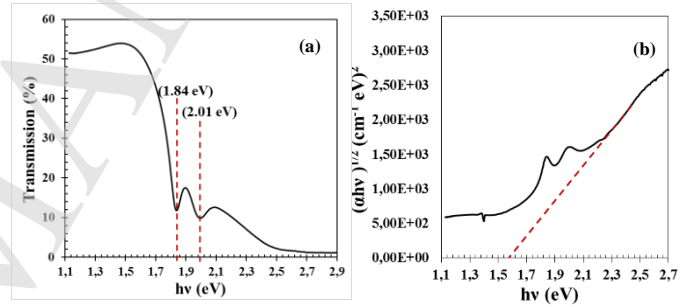 60
50
40
30
20
10
0
Transmission (%)
(a)
(1.84 eV)
(2.01 eV)
1,1 1,3 1,5 1,7 1,9 2,1 2,3 2,5 2,7 2,9
hν (eV)
3,50E+03
3,00E+03
2,50E+03
2,00E+03
1,50E+03
1,00E+03
5,00E+02
0,00E+00
(αhν )^1/2 (cm⁻¹ eV)²
(b)
1,1 1,3 1,5 1,7 1,9 2,1 2,3 2,5 2,7
hν (eV)